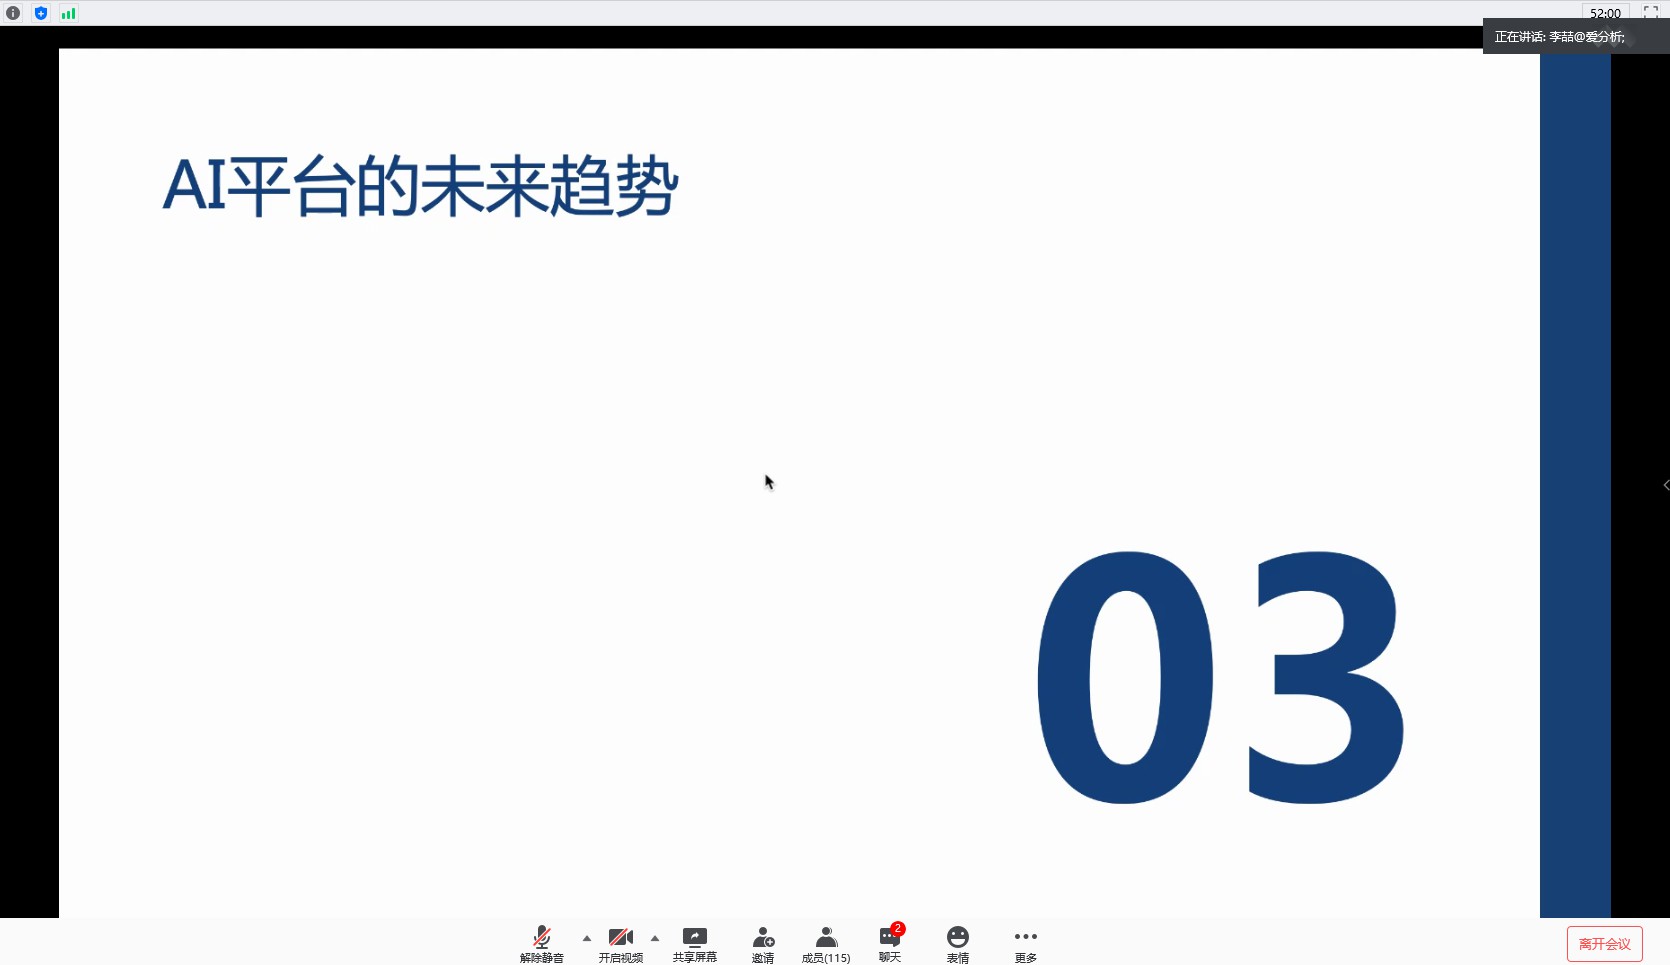 52:00
正在讲话: 李喆@爱分析;
AI平台的未来趋势
03
2
解除静音
开启视频
共享屏幕
邀请
成员(115)
聊天
表情
更多
离开会议